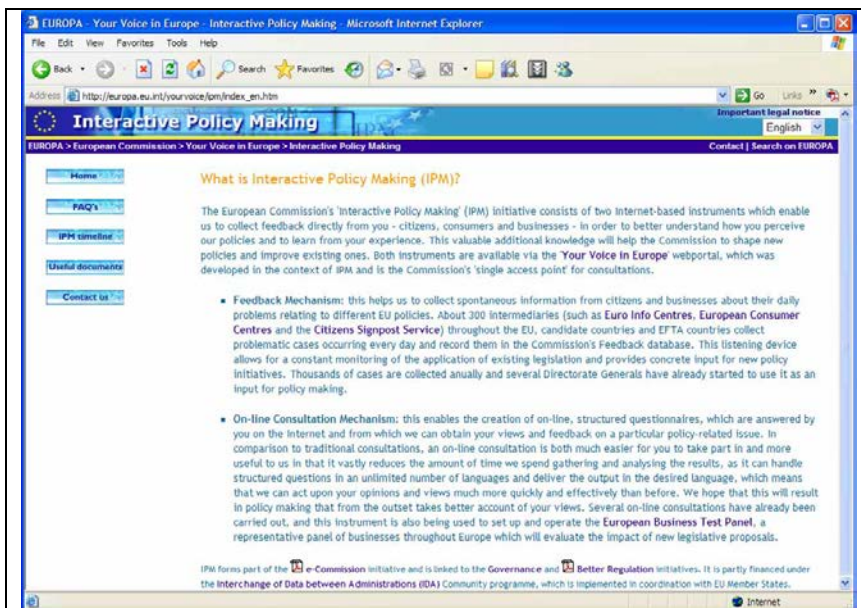 EUROPA - Your Voice in Europe - Interactive Policy Making - Microsoft Internet Explorer
File Edit View Favorites Tools Help
Back Search Favorites
Address http://europa.eu.int/yourvoice/ipm/index_en.htm Go Links »
Important legal notice
Interactive Policy Making English
EUROPA > European Commission > Your Voice in Europe > Interactive Policy Making Contact | Search on EUROPA
Home
FAQ's
IPM timeline
Useful documents
Contact us
What is Interactive Policy Making (IPM)?
The European Commission's 'Interactive Policy Making' (IPM) initiative consists of two Internet-based instruments which enable
us to collect feedback directly from you - citizens, consumers and businesses - in order to better understand how you perceive
our policies and to learn from your experience. This valuable additional knowledge will help the Commission to shape new
policies and improve existing ones. Both instruments are available via the 'Your Voice in Europe' webportal, which was
developed in the context of IPM and is the Commission's 'single access point' for consultations.
Feedback Mechanism: this helps us to collect spontaneous information from citizens and businesses about their daily
problems relating to different EU policies. About 300 intermediaries (such as Euro Info Centres, European Consumer
Centres and the Citizens Signpost Service) throughout the EU, candidate countries and EFTA countries collect
problematic cases occurring every day and record them in the Commission's Feedback database. This listening device
allows for a constant monitoring of the application of existing legislation and provides concrete input for new policy
initiatives. Thousands of cases are collected anually and several Directorate Generals have already started to use it as an
input for policy making.
On-line Consultation Mechanism: this enables the creation of on-line, structured questionnaires, which are answered by
you on the Internet and from which we can obtain your views and feedback on a particular policy-related issue. In
comparison to traditional consultations, an on-line consultation is both much easier for you to take part in and more
useful to us in that it vastly reduces the amount of time we spend gathering and analysing the results, as it can handle
structured questions in an unlimited number of languages and deliver the output in the desired language, which means
that we can act upon your opinions and views much more quickly and effectively than before. We hope that this will result
in policy making that from the outset takes better account of your views. Several on-line consultations have already been
carried out, and this instrument is also being used to set up and operate the European Business Test Panel, a
representative panel of businesses throughout Europe which will evaluate the impact of new legislative proposals.
IPM forms part of the e-Commission initiative and is linked to the Governance and Better Regulation initiatives. It is partly financed under
the Interchange of Data between Administrations (IDA) Community programme, which is implemented in coordination with EU Member States.
Internet